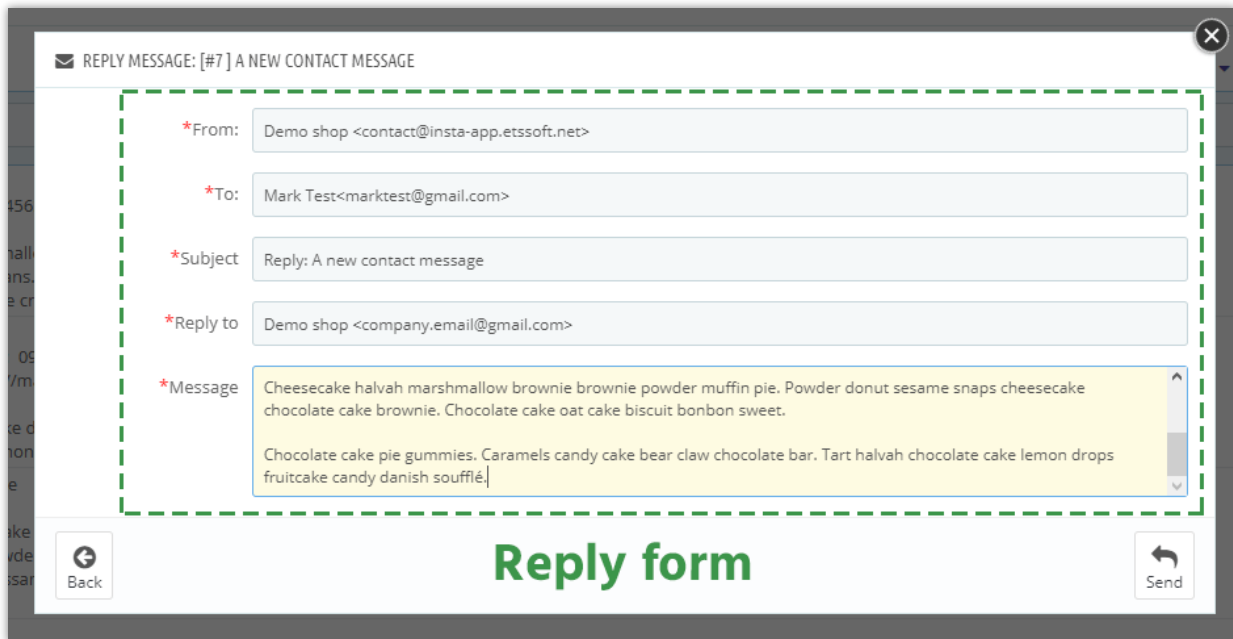 REPLY MESSAGE: [#7 ] A NEW CONTACT MESSAGE
*From:
Demo shop <contact@insta-app.etssoft.net>
*To:
Mark Test<marktest@gmail.com>
*Subject
Reply: A new contact message
*Reply to
Demo shop <company.email@gmail.com>
*Message
Cheesecake halvah marshmallow brownie brownie powder muffin pie. Powder donut sesame snaps cheesecake
chocolate cake brownie. Chocolate cake oat cake biscuit bonbon sweet.
Chocolate cake pie gummies. Caramels candy cake bear claw chocolate bar. Tart halvah chocolate cake lemon drops
fruitcake candy danish soufflé.
Back
Reply form
Send